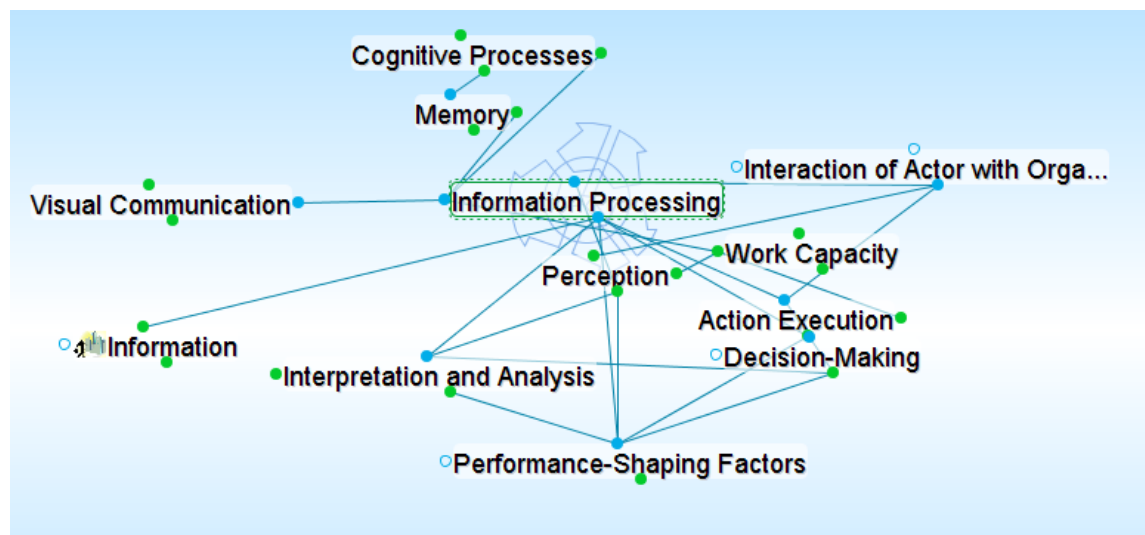 Cognitive Processes
Memory
Interaction of Actor with Orga...
Visual Communication
Information Processing
Work Capacity
Perception
Action Execution
Information
Decision-Making
Interpretation and Analysis
Performance-Shaping Factors